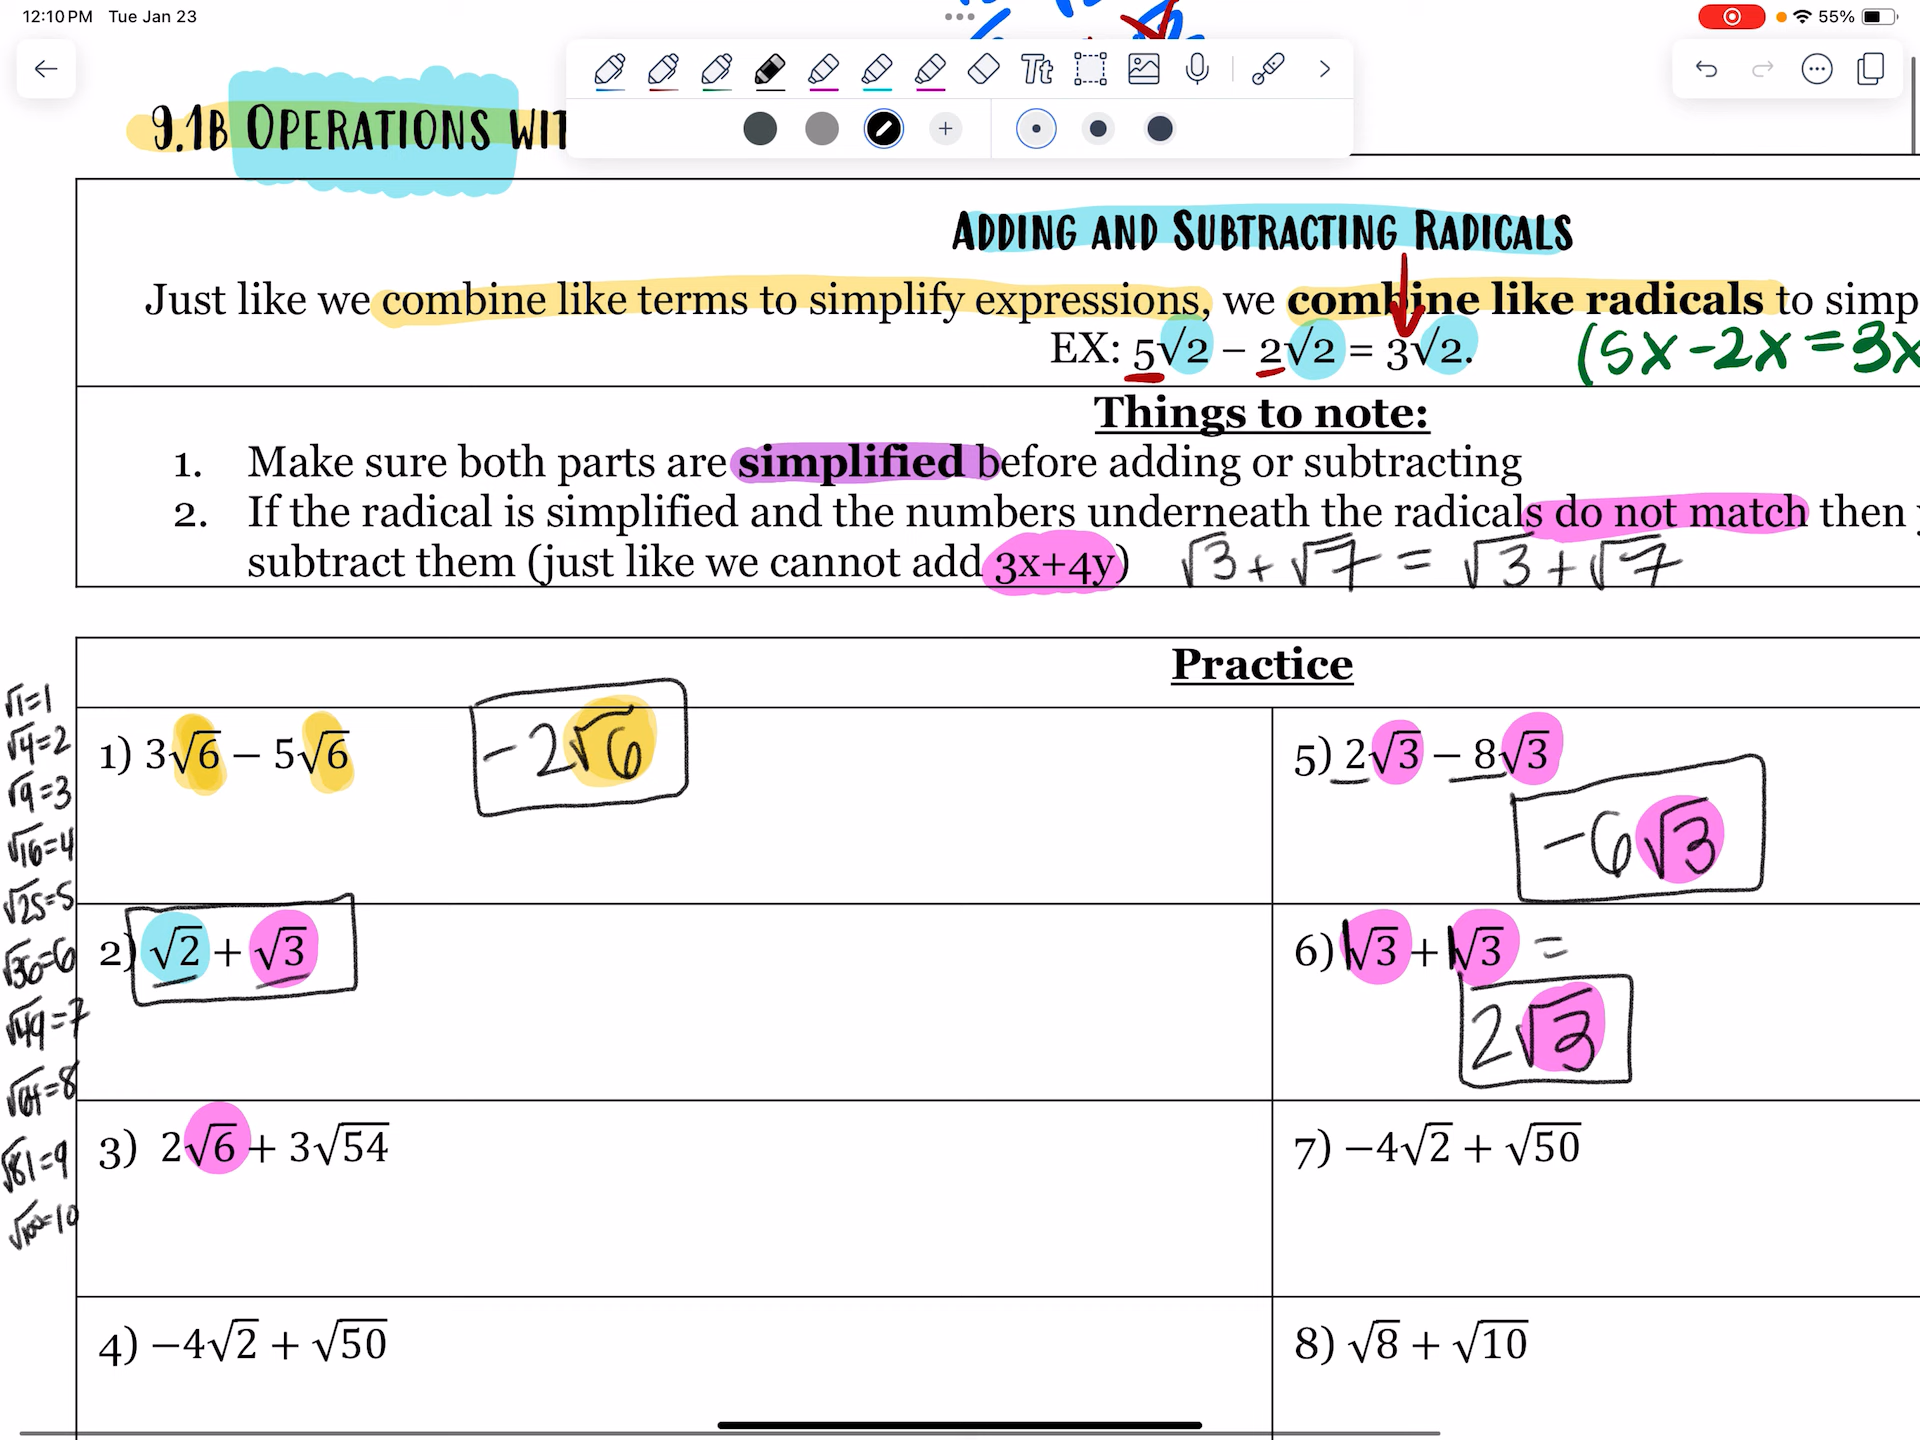 12:10 PM Tue Jan 23
55%
Tt
9.1B OPERATIONS WIT
ADDING AND SUBTRACTING RADICALS
Just like we combine like terms to simplify expressions, we combine like radicals to simp
EX: 5√2 − 2√2 = 3√2. (5x-2x=3x
Things to note:
1. Make sure both parts are simplified before adding or subtracting
2. If the radical is simplified and the numbers underneath the radicals do not match then
subtract them (just like we cannot add 3x+4y) √3+√7 = √3+√7
Practice
√1=1
√4=2
√9=3
√16=4
√25=5
√36=6
√49=7
√64=8
√81=9
√100=10
1) 3√6 − 5√6
-2√6
5) 2√3 − 8√3
-6√3
2) √2 + √3
6) 1√3 + 1√3 =
2√3
3) 2√6 + 3√54
7) −4√2 + √50
4) −4√2 + √50
8) √8 + √10